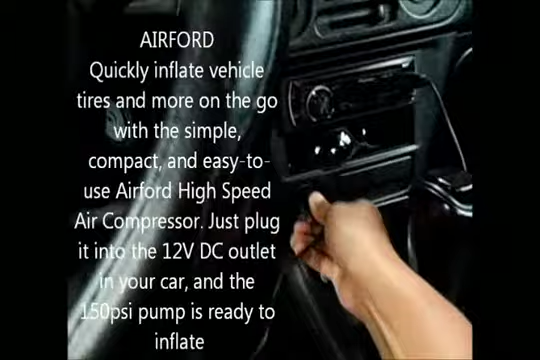 AIRFORD
Quickly inflate vehicle
tires and more on the go
with the simple,
compact, and easy-to-
use Airford High Speed
Air Compressor. Just plug
it into the 12V DC outlet
in your car, and the
150psi pump is ready to
inflate